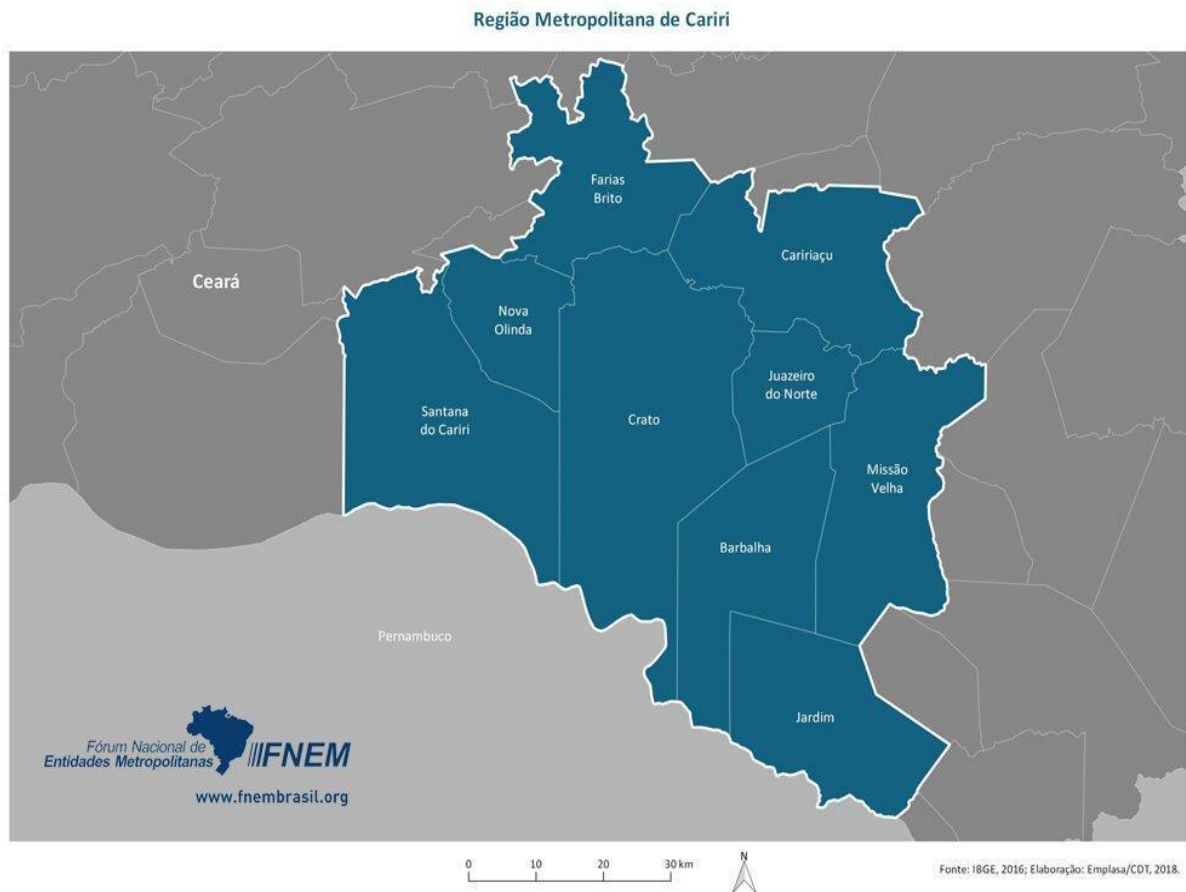 Região Metropolitana de Cariri
Farias
Brito
Caririaçu
Ceará
Nova
Olinda
Juazeiro
do Norte
Santana
do Cariri
Crato
Missão
Velha
Barbalha
Pernambuco
Jardim
Fórum Nacional de
Entidades Metropolitanas
FNEM
www.fnembrasil.org
0 10 20 30 km
N
Fonte: IBGE, 2016; Elaboração: Emplasa/CDT, 2018.